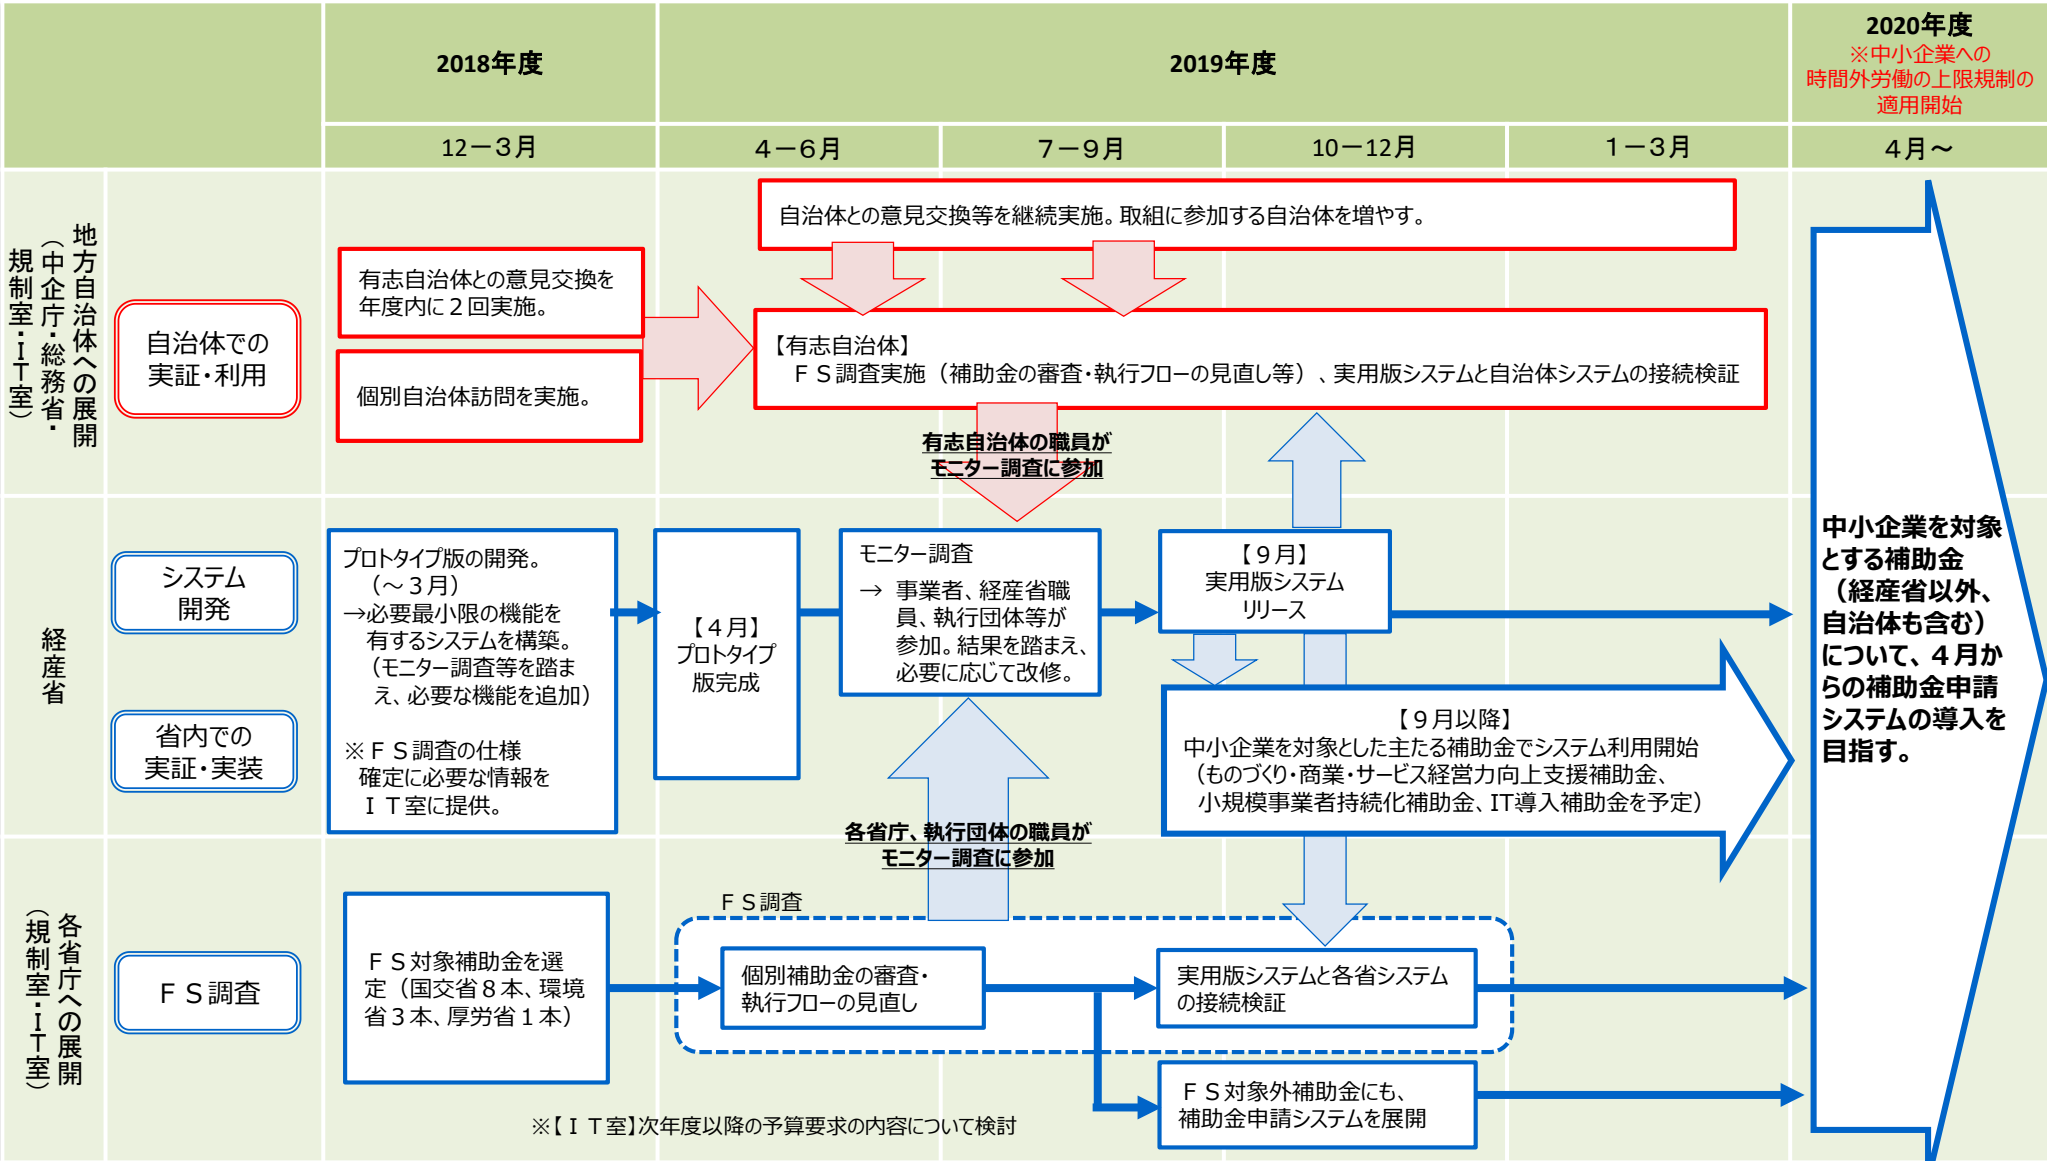 2018年度
2019年度
2020年度
※中小企業への
時間外労働の上限規制の
適用開始
12－3月
4－6月
7－9月
10－12月
1－3月
4月～
地方自治体への展開
（中企庁・総務省・
規制室・IT室）
自治体での
実証・利用
有志自治体との意見交換を
年度内に２回実施。
個別自治体訪問を実施。
自治体との意見交換等を継続実施。取組に参加する自治体を増やす。
【有志自治体】
ＦＳ調査実施（補助金の審査・執行フローの見直し等）、実用版システムと自治体システムの接続検証
有志自治体の職員が
モニター調査に参加
経産省
システム
開発
省内での
実証・実装
プロトタイプ版の開発。
（～３月）
→必要最小限の機能を
有するシステムを構築。
（モニター調査等を踏ま
え、必要な機能を追加）
※ＦＳ調査の仕様
確定に必要な情報を
ＩＴ室に提供。
【４月】
プロトタイプ
版完成
モニター調査
→ 事業者、経産省職
員、執行団体等が
参加。結果を踏まえ、
必要に応じて改修。
【９月】
実用版システム
リリース
【９月以降】
中小企業を対象とした主たる補助金でシステム利用開始
（ものづくり・商業・サービス経営力向上支援補助金、
小規模事業者持続化補助金、IT導入補助金を予定）
各省庁、執行団体の職員が
モニター調査に参加
中小企業を対象
とする補助金
（経産省以外、
自治体も含む）
について、４月か
らの補助金申請
システムの導入を
目指す。
各省庁への展開
（規制室・IT室）
ＦＳ調査
ＦＳ対象補助金を選
定（国交省８本、環境
省３本、厚労省１本）
ＦＳ調査
個別補助金の審査・
執行フローの見直し
実用版システムと各省システム
の接続検証
ＦＳ対象外補助金にも、
補助金申請システムを展開
※【ＩＴ室】次年度以降の予算要求の内容について検討